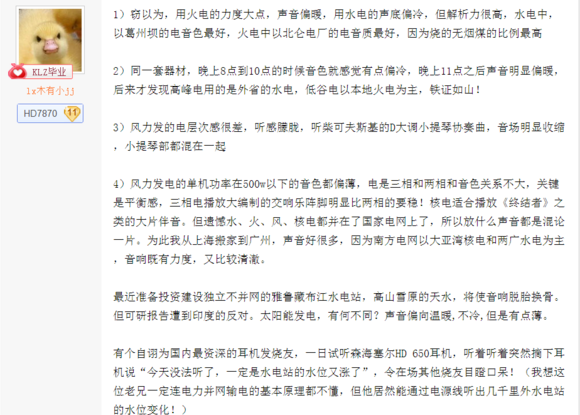 1）窃以为，用火电的力度大点，声音偏暖，用水电的声底偏冷，但解析力很高，水电中，
以葛州坝的电音色最好，火电中以北仑电厂的电音质最好，因为烧的无烟煤的比例最高
KLZ毕业
lz木有小jj
HD7870
11
2）同一套器材，晚上8点到10点的时候音色就感觉有点偏冷，晚上11点之后声音明显偏暖，
后来才发现高峰电用的是外省的水电，低谷电以本地火电为主，铁证如山！
3）风力发的电层次感很差，听感朦胧，听柴可夫斯基的D大调小提琴协奏曲，音场明显收缩
，小提琴部都混在一起
4）风力发电的单机功率在500w以下的音色都偏薄，电是三相和两相和音色关系不大，关键
是平衡感，三相电播放大编制的交响乐阵脚明显比两相的要稳！核电适合播放《终结者》之
类的大片伴音。但遗憾水、火、风、核电都并在了国家电网上了，所以放什么声音都是混论
一片。为此我从上海搬家到广州，声音好很多，因为南方电网以大亚湾核电和两广水电为主
，音响既有力度，又比较清澈。
最近准备投资建设独立不并网的雅鲁藏布江水电站，高山雪原的天水，将使音响脱胎换骨。
但可研报告遭到印度的反对。太阳能发电，有何不同？声音偏向温暖,不冷,但是有点薄。
有个自诩为国内最资深的耳机发烧友，一日试听森海塞尔HD 650耳机，听着听着突然摘下耳
机说“今天没法听了，一定是水电站的水位又涨了”，令在场其他烧友目瞪口呆！（我想这
位老兄一定连电力并网输电的基本原理都不懂，但他居然能通过电源线听出几千里外水电站
的水位变化！）